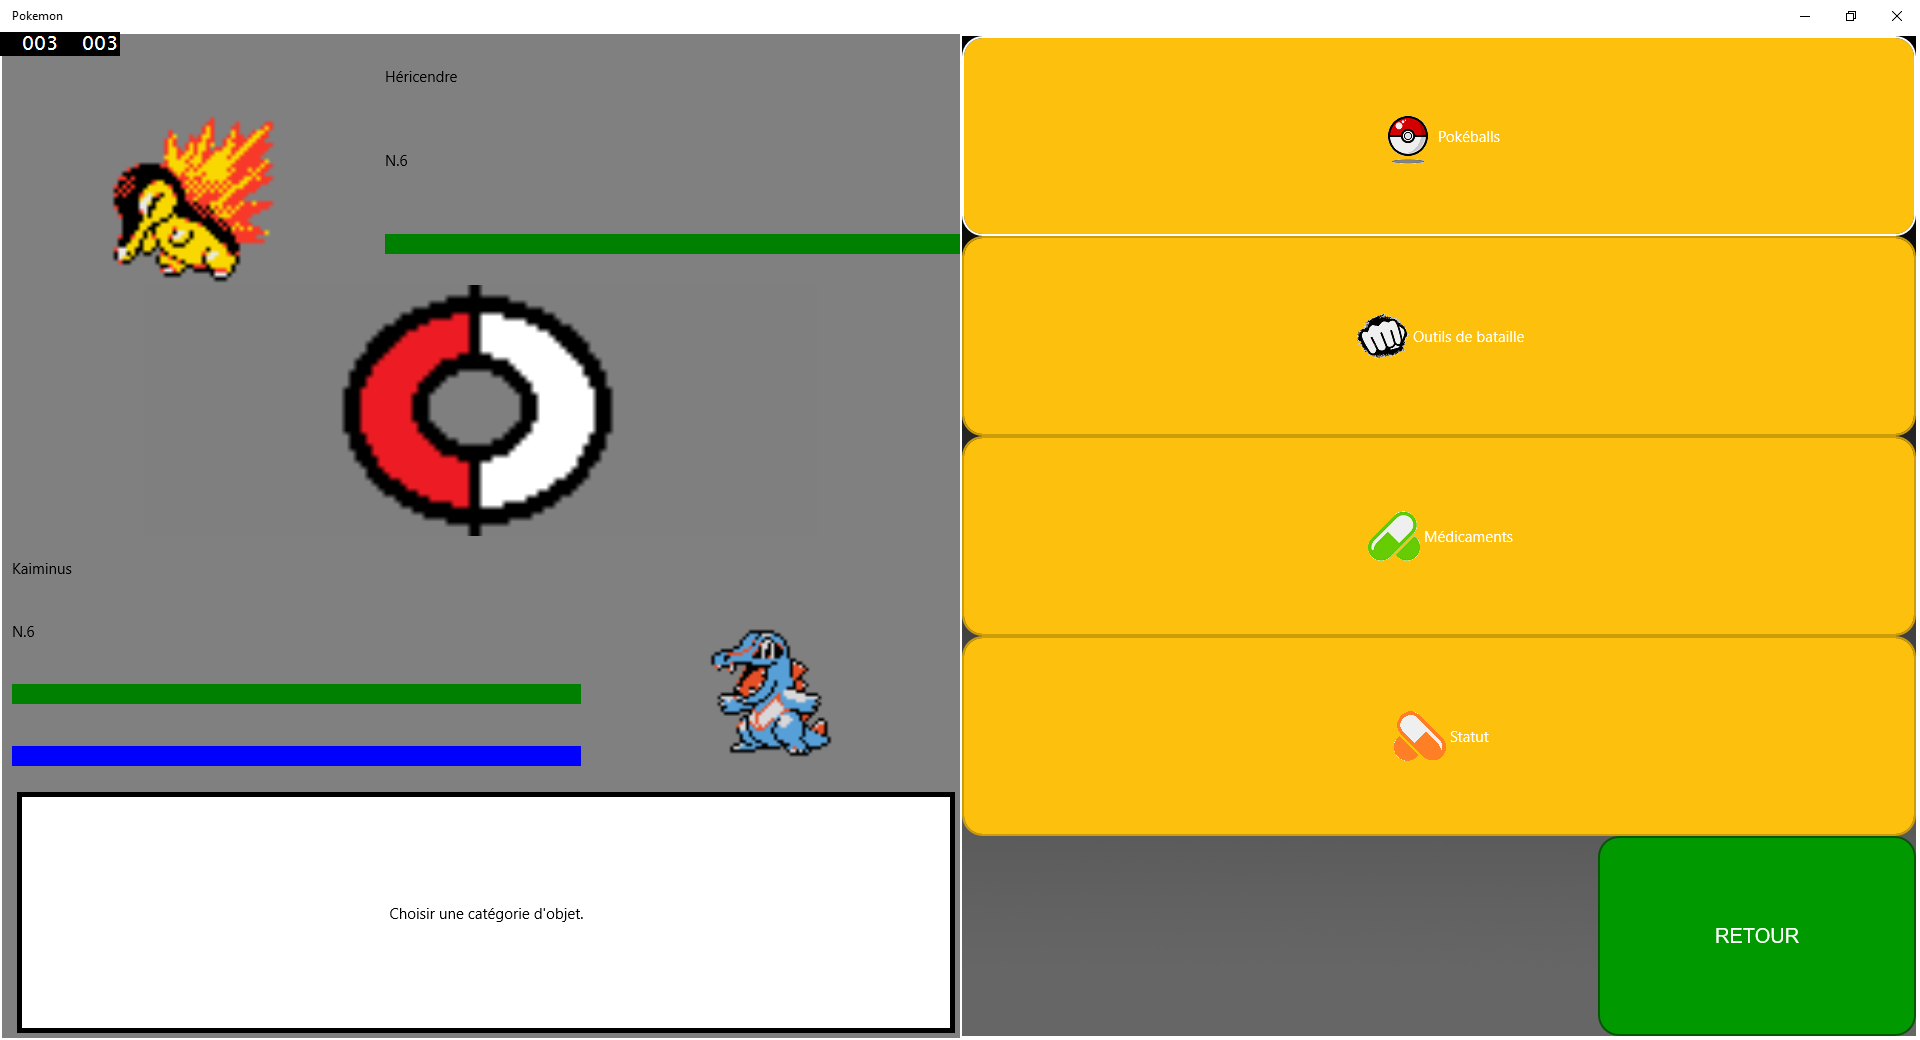 Pokemon
003 003
Héricendre
N.6
Kaiminus
N.6
Choisir une catégorie d'objet.
Pokéballs
Outils de bataille
Médicaments
Statut
RETOUR